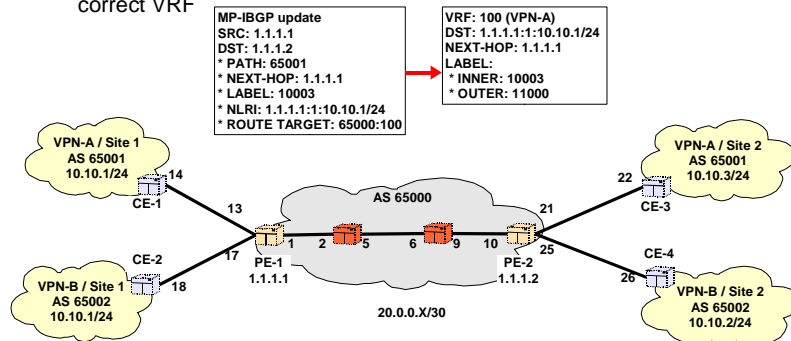 correct VRF
MP-IBGP update
SRC: 1.1.1.1
DST: 1.1.1.2
* PATH: 65001
* NEXT-HOP: 1.1.1.1
* LABEL: 10003
* NLRI: 1.1.1.1:1:10.10.1/24
* ROUTE TARGET: 65000:100
VRF: 100 (VPN-A)
DST: 1.1.1.1:1:10.10.1/24
NEXT-HOP: 1.1.1.1
LABEL:
* INNER: 10003
* OUTER: 11000
VPN-A / Site 1
AS 65001
10.10.1/24
14
CE-1
13
AS 65000
21
22
VPN-A / Site 2
AS 65001
10.10.3/24
CE-3
CE-2
17
18
1
2
5
6
9
10
25
PE-1
1.1.1.1
PE-2
1.1.1.2
CE-4
26
VPN-B / Site 1
AS 65002
10.10.1/24
20.0.0.X/30
VPN-B / Site 2
AS 65002
10.10.2/24